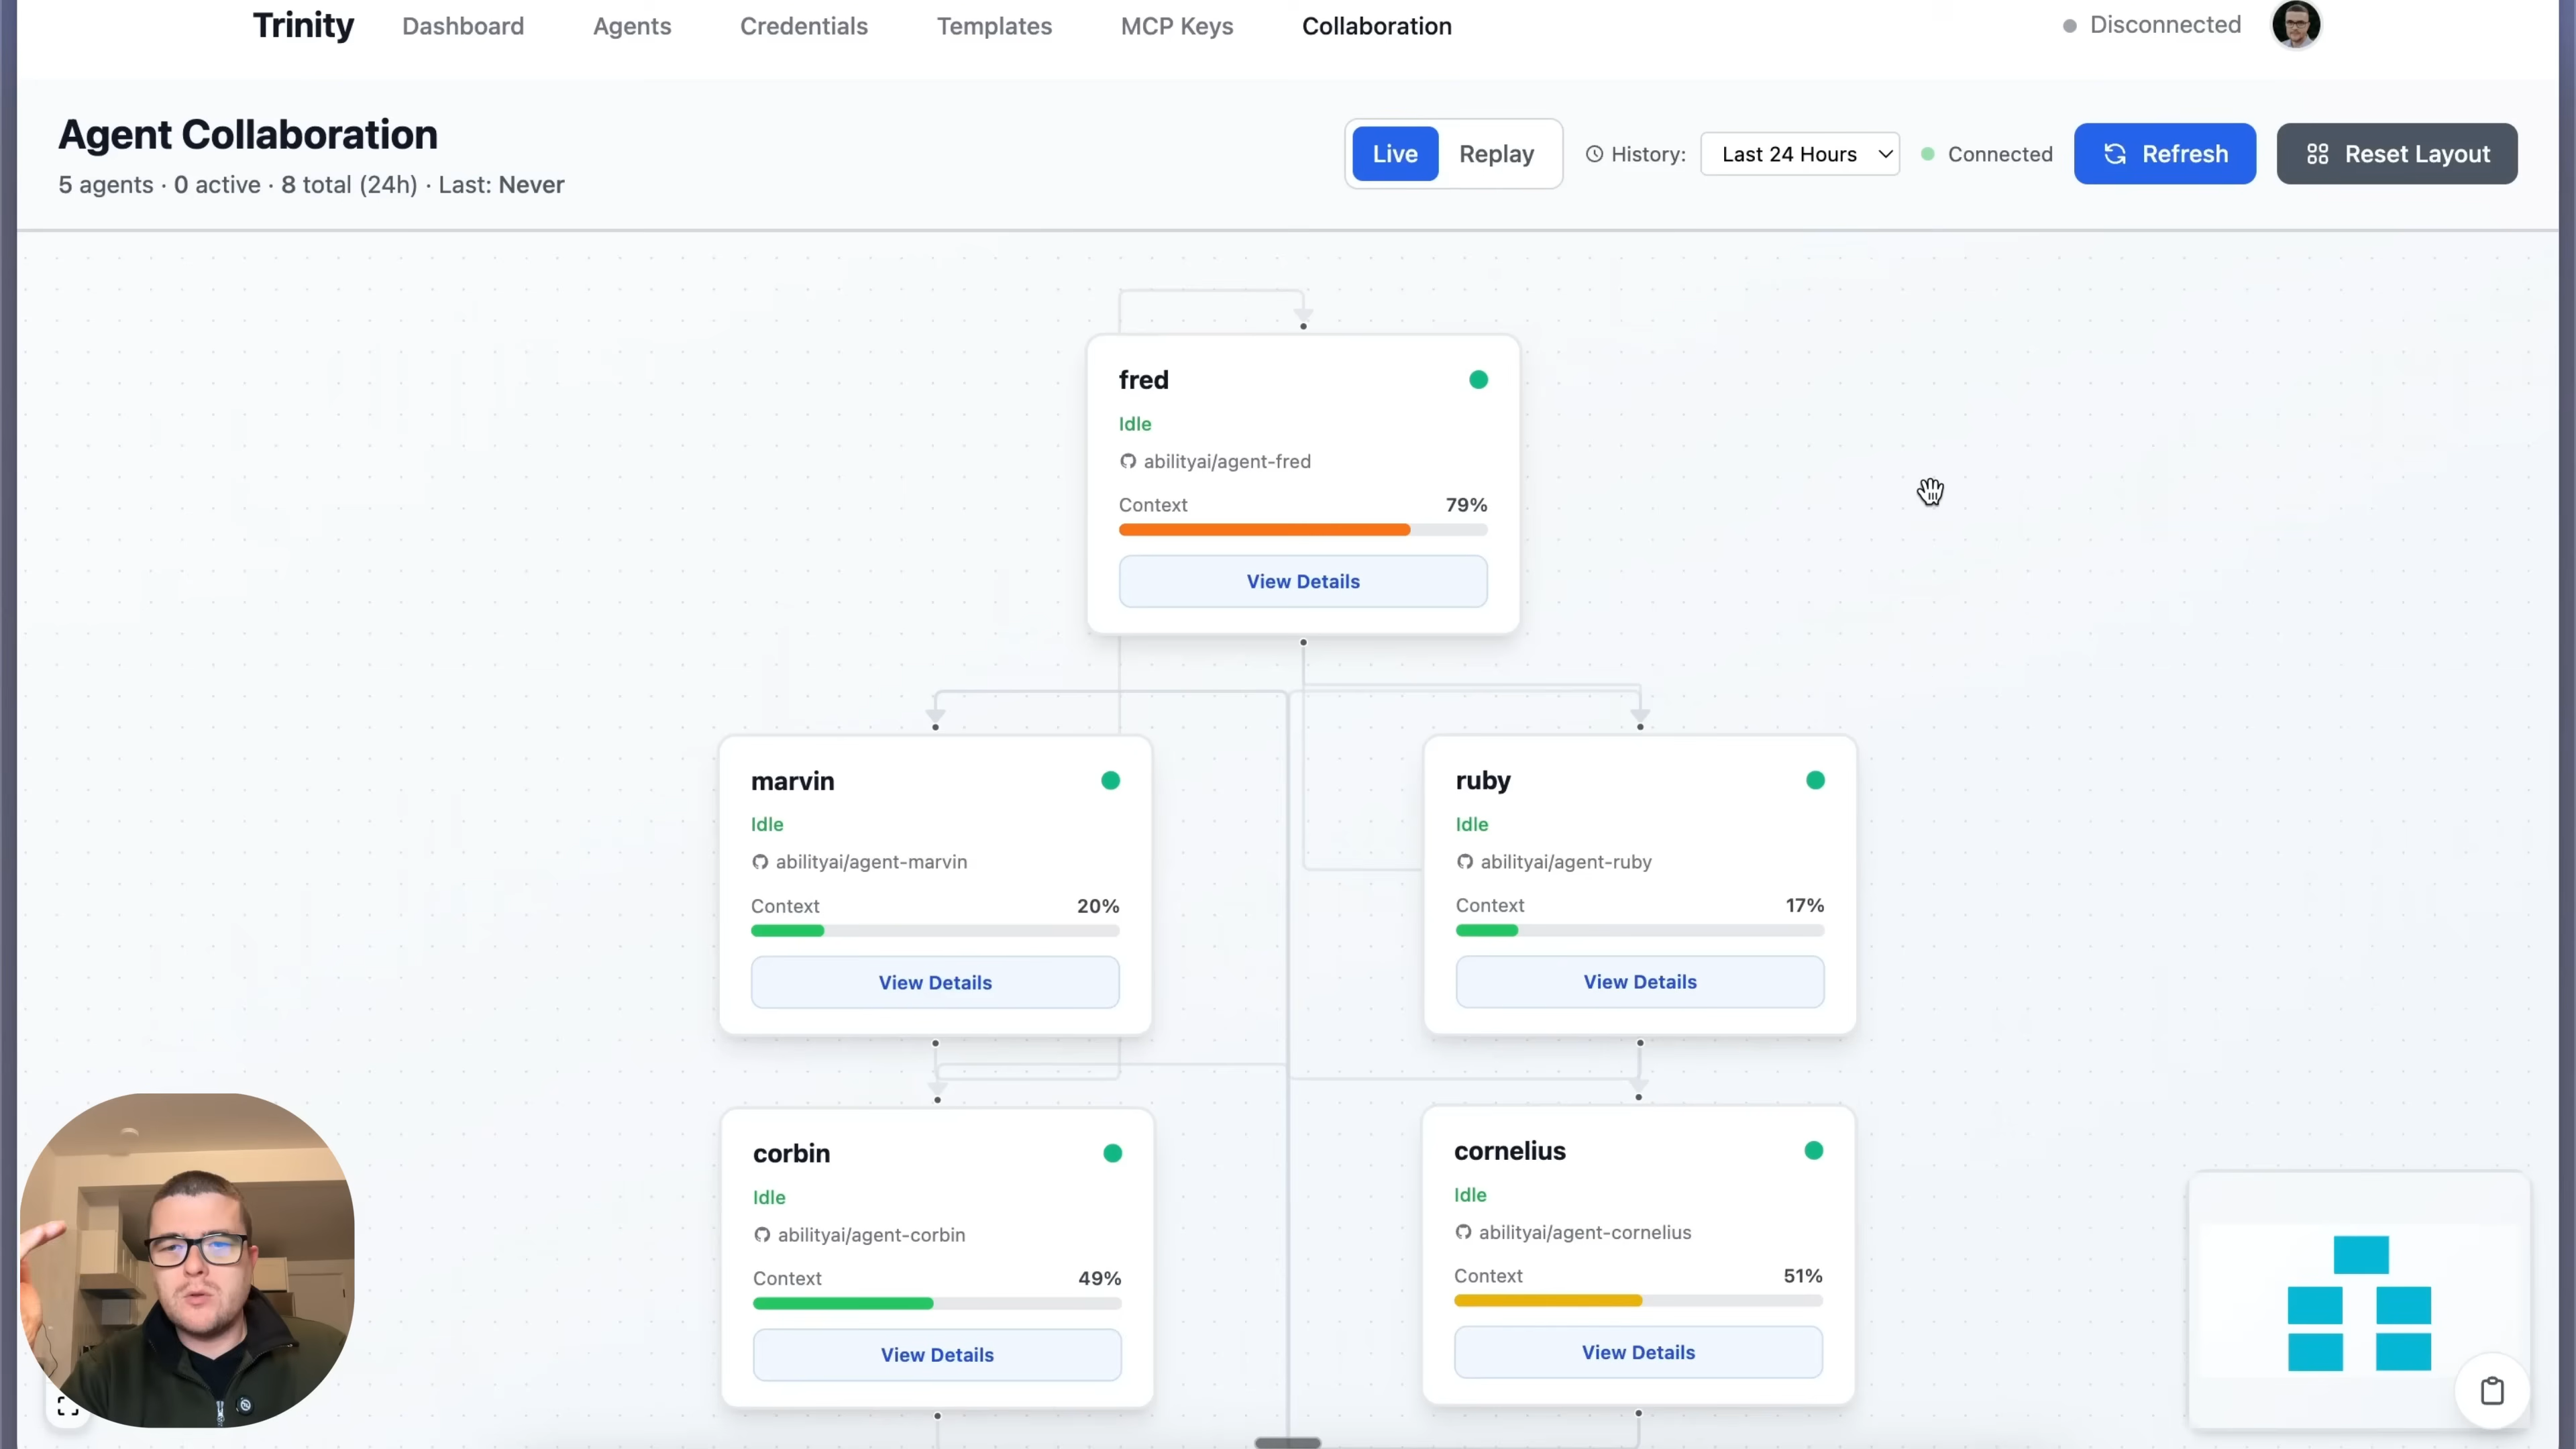 Trinity Dashboard Agents Credentials Templates MCP Keys Collaboration Disconnected
Agent Collaboration
5 agents · 0 active · 8 total (24h) · Last: Never
Live Replay History: Last 24 Hours Connected Refresh Reset Layout
fred
Idle
abilityai/agent-fred
Context 79%
View Details
marvin
Idle
abilityai/agent-marvin
Context 20%
View Details
ruby
Idle
abilityai/agent-ruby
Context 17%
View Details
corbin
Idle
abilityai/agent-corbin
Context 49%
View Details
cornelius
Idle
abilityai/agent-cornelius
Context 51%
View Details